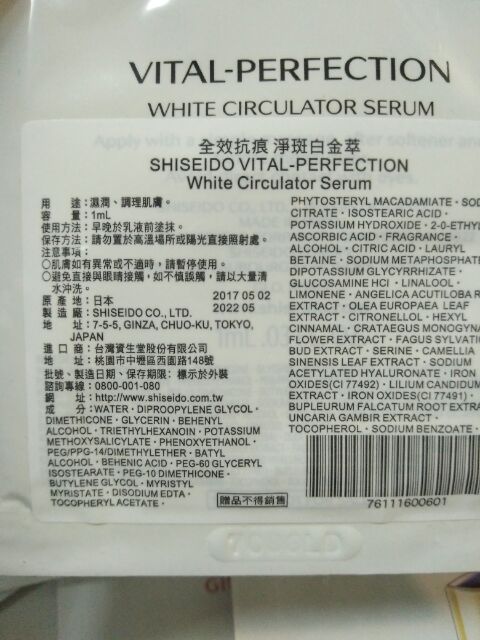 VITAL-PERFECTION
WHITE CIRCULATOR SERUM
全效抗痕 淨斑白金萃
SHISEIDO VITAL-PERFECTION
White Circulator Serum
用 途:濕潤、調理肌膚。
容 量:1mL
使用方法:早晚於乳液前塗抹。
保存方法:請勿置於高溫場所或陽光直接照射處。
注意事項:
○肌膚如有異常或不適時,請暫停使用。
○避免直接與眼睛接觸,如不慎誤觸,請以大量清
水沖洗。
原 產 地:日本 2017 05 02
製 造 廠:SHISEIDO CO., LTD. 2022 05
地 址:7-5-5, GINZA, CHUO-KU, TOKYO,
JAPAN
進 口 商:台灣資生堂股份有限公司
地 址:桃園市中壢區西園路148號
批號、製造日期、保存期限:標示於外裝
諮詢專線:0800-001-080
網 址:http://www.shiseido.com.tw
成 分:WATER・DIPROOPYLENE GLYCOL・
DIMETHICONE・GLYCERIN・BEHENYL
ALCOHOL・TRIETHYLHEXANOIN・POTASSIUM
METHOXYSALICYLATE・PHENOXYETHANOL・
PEG/PPG-14/DIMETHYLETHER・BATYL
ALCOHOL・BEHENIC ACID・PEG-60 GLYCERYL
ISOSTEARATE・PEG-10 DIMETHICONE・
BUTYLENE GLYCOL・MYRISTYL
MYRISTATE・DISODIUM EDTA・
TOCOPHERYL ACETATE・
PHYTOSTERYL MACADAMIATE・SOD
CITRATE・ISOSTEARIC ACID・
POTASSIUM HYDROXIDE・2-0-ETHYL
ASCORBIC ACID・FRAGRANCE・
ALCOHOL・CITRIC ACID・LAURYL
BETAINE・SODIUM METAPHOSPHATE
DIPOTASSIUM GLYCYRRHIZATE・
GLUCOSAMINE HCl・LINALOOL・
LIMONENE・ANGELICA ACUTILOBA R
EXTRACT・OLEA EUROPAEA LEAF
EXTRACT・CITRONELLOL・HEXYL
CINNAMAL・CRATAEGUS MONOGYNA
FLOWER EXTRACT・FAGUS SYLVATIC
BUD EXTRACT・SERINE・CAMELLIA
SINENSIS LEAF EXTRACT・SODIUM
ACETYLATED HYALURONATE・IRON
OXIDES(CI 77492)・LILIUM CANDIDUM
EXTRACT・IRON OXIDES(CI 77491)・
BUPLEURUM FALCATUM ROOT EXTRA
UNCARIA GAMBIR EXTRACT・
TOCOPHEROL・SODIUM BENZOATE・
贈品不得銷售
76111600601